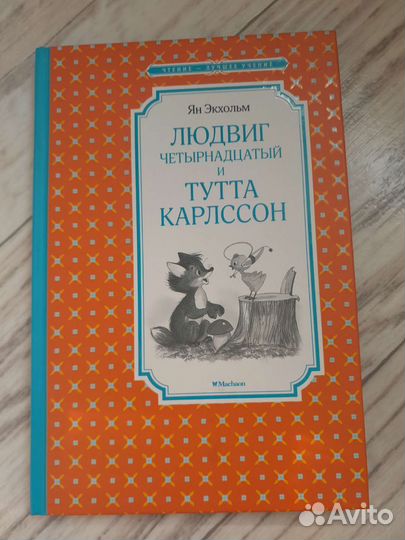 ЧТЕНИЕ – ЛУЧШЕЕ УЧЕНИЕ
Ян Экхольм
ЛЮДВИГ
ЧЕТЫРНАДЦАТЫЙ
И
ТУТТА
КАРЛССОН
Machaon
Avito